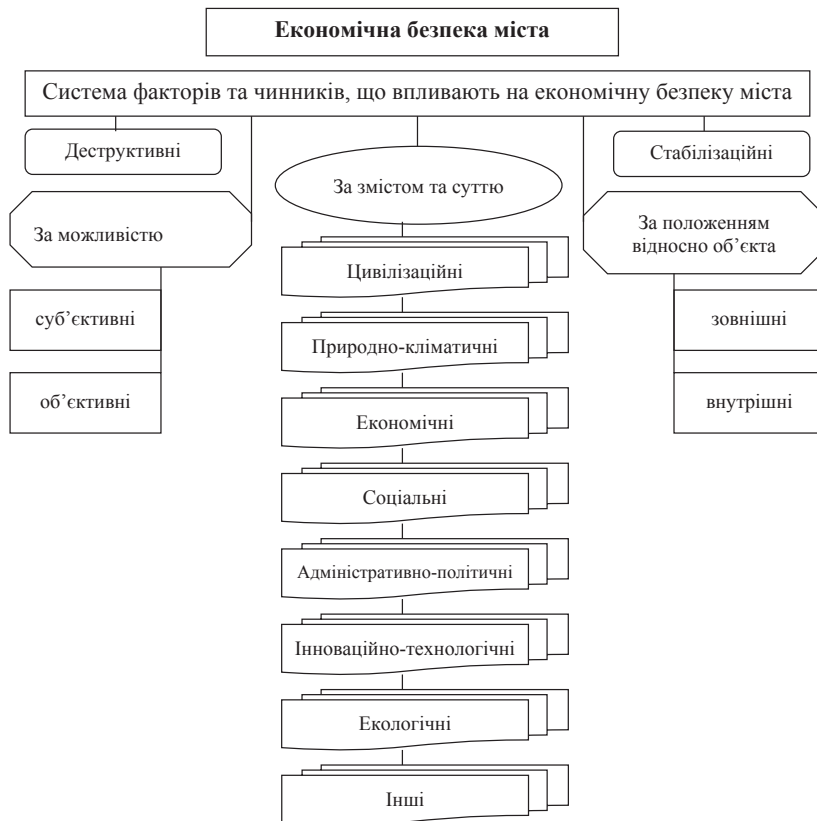 Економічна безпека міста
Система факторів та чинників, що впливають на економічну безпеку міста
Деструктивні
Стабілізаційні
За змістом та суттю
За можливістю
За положенням
відносно об’єкта
Цивілізаційні
суб’єктивні
зовнішні
Природно-кліматичні
об’єктивні
внутрішні
Економічні
Соціальні
Адміністративно-політичні
Інноваційно-технологічні
Екологічні
Інші